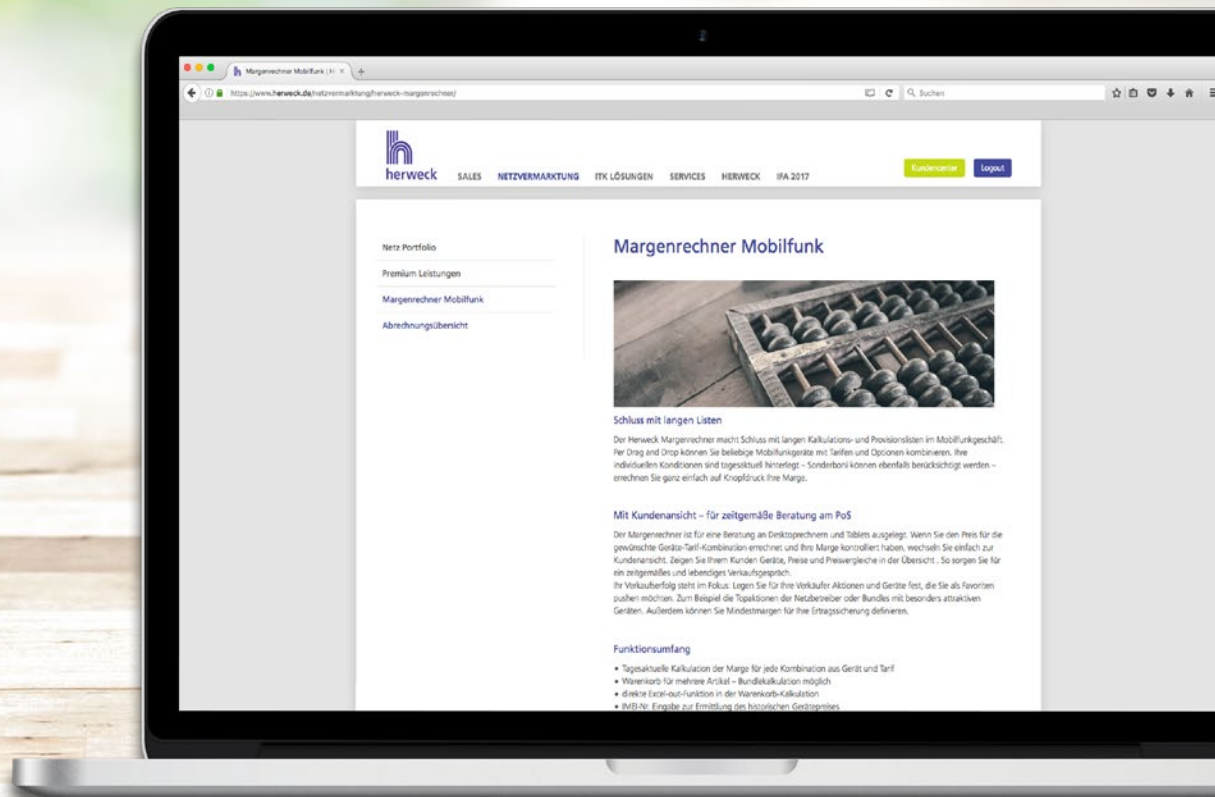 Margenrechner Mobilfunk | H
https://www.herweck.de/netzvermarktung/herweck-margenrechner/
Suchen
herweck
SALES NETZVERMARKTUNG ITK LÖSUNGEN SERVICES HERWECK IFA 2017
Kundencenter Logout
Netz Portfolio
Premium Leistungen
Margenrechner Mobilfunk
Abrechnungsübersicht
Margenrechner Mobilfunk
Schluss mit langen Listen
Der Herweck Margenrechner macht Schluss mit langen Kalkulations- und Provisionslisten im Mobilfunkgeschäft.
Per Drag and Drop können Sie beliebige Mobilfunkgeräte mit Tarifen und Optionen kombinieren. Ihre
individuellen Konditionen sind tagesaktuell hinterlegt – Sonderboni können ebenfalls berücksichtigt werden –
errechnen Sie ganz einfach auf Knopfdruck Ihre Marge.
Mit Kundenansicht – für zeitgemäße Beratung am PoS
Der Margenrechner ist für eine Beratung an Desktoprechnern und Tablets ausgelegt. Wenn Sie den Preis für die
gewünschte Geräte-Tarif-Kombination errechnet und Ihre Marge kontrolliert haben, wechseln Sie einfach zur
Kundenansicht. Zeigen Sie Ihrem Kunden Geräte, Preise und Preisvergleiche in der Übersicht . So sorgen Sie für
ein zeitgemäßes und lebendiges Verkaufsgespräch.
Ihr Verkaufserfolg steht im Fokus: Legen Sie für Ihre Verkäufer Aktionen und Geräte fest, die Sie als Favoriten
pushen möchten. Zum Beispiel die Topaktionen der Netzbetreiber oder Bundles mit besonders attraktiven
Geräten. Außerdem können Sie Mindestmargen für Ihre Ertragssicherung definieren.
Funktionsumfang
• Tagesaktuelle Kalkulation der Marge für jede Kombination aus Gerät und Tarif
• Warenkorb für mehrere Artikel – Bundlekalkulation möglich
• direkte Excel-out-Funktion in der Warenkorb-Kalkulation
• IMEI-Nr. Eingabe zur Ermittlung des historischen Gerätepreises